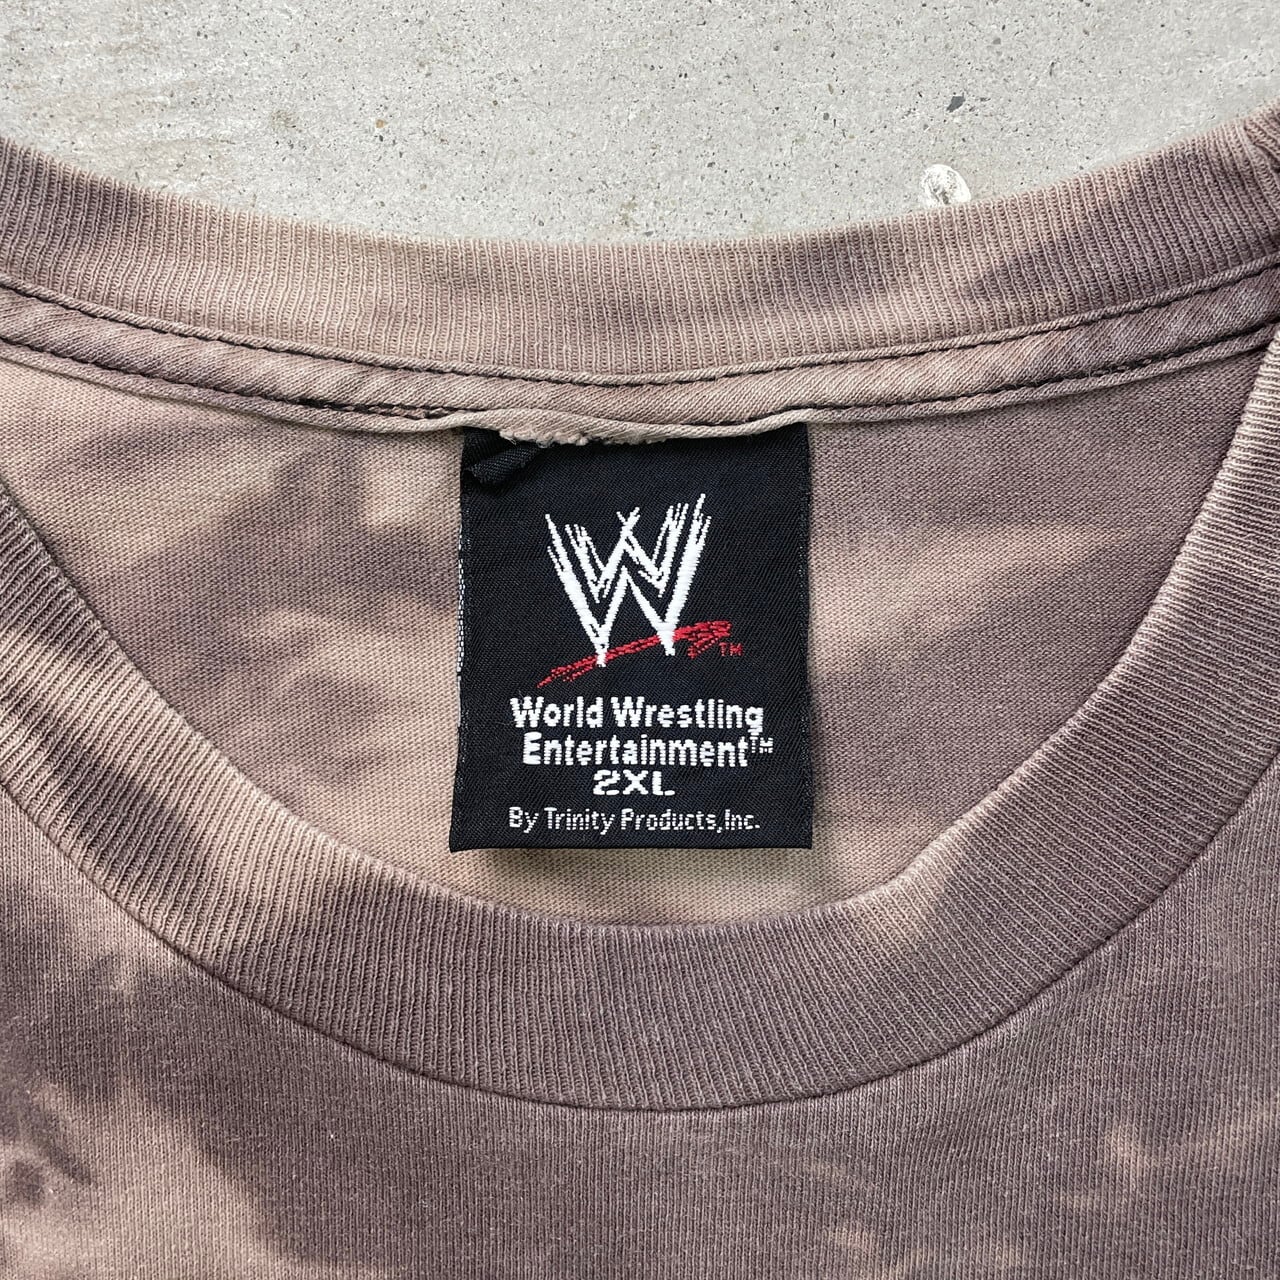 W TM
World Wrestling
Entertainment™
2XL
By Trinity Products, Inc.